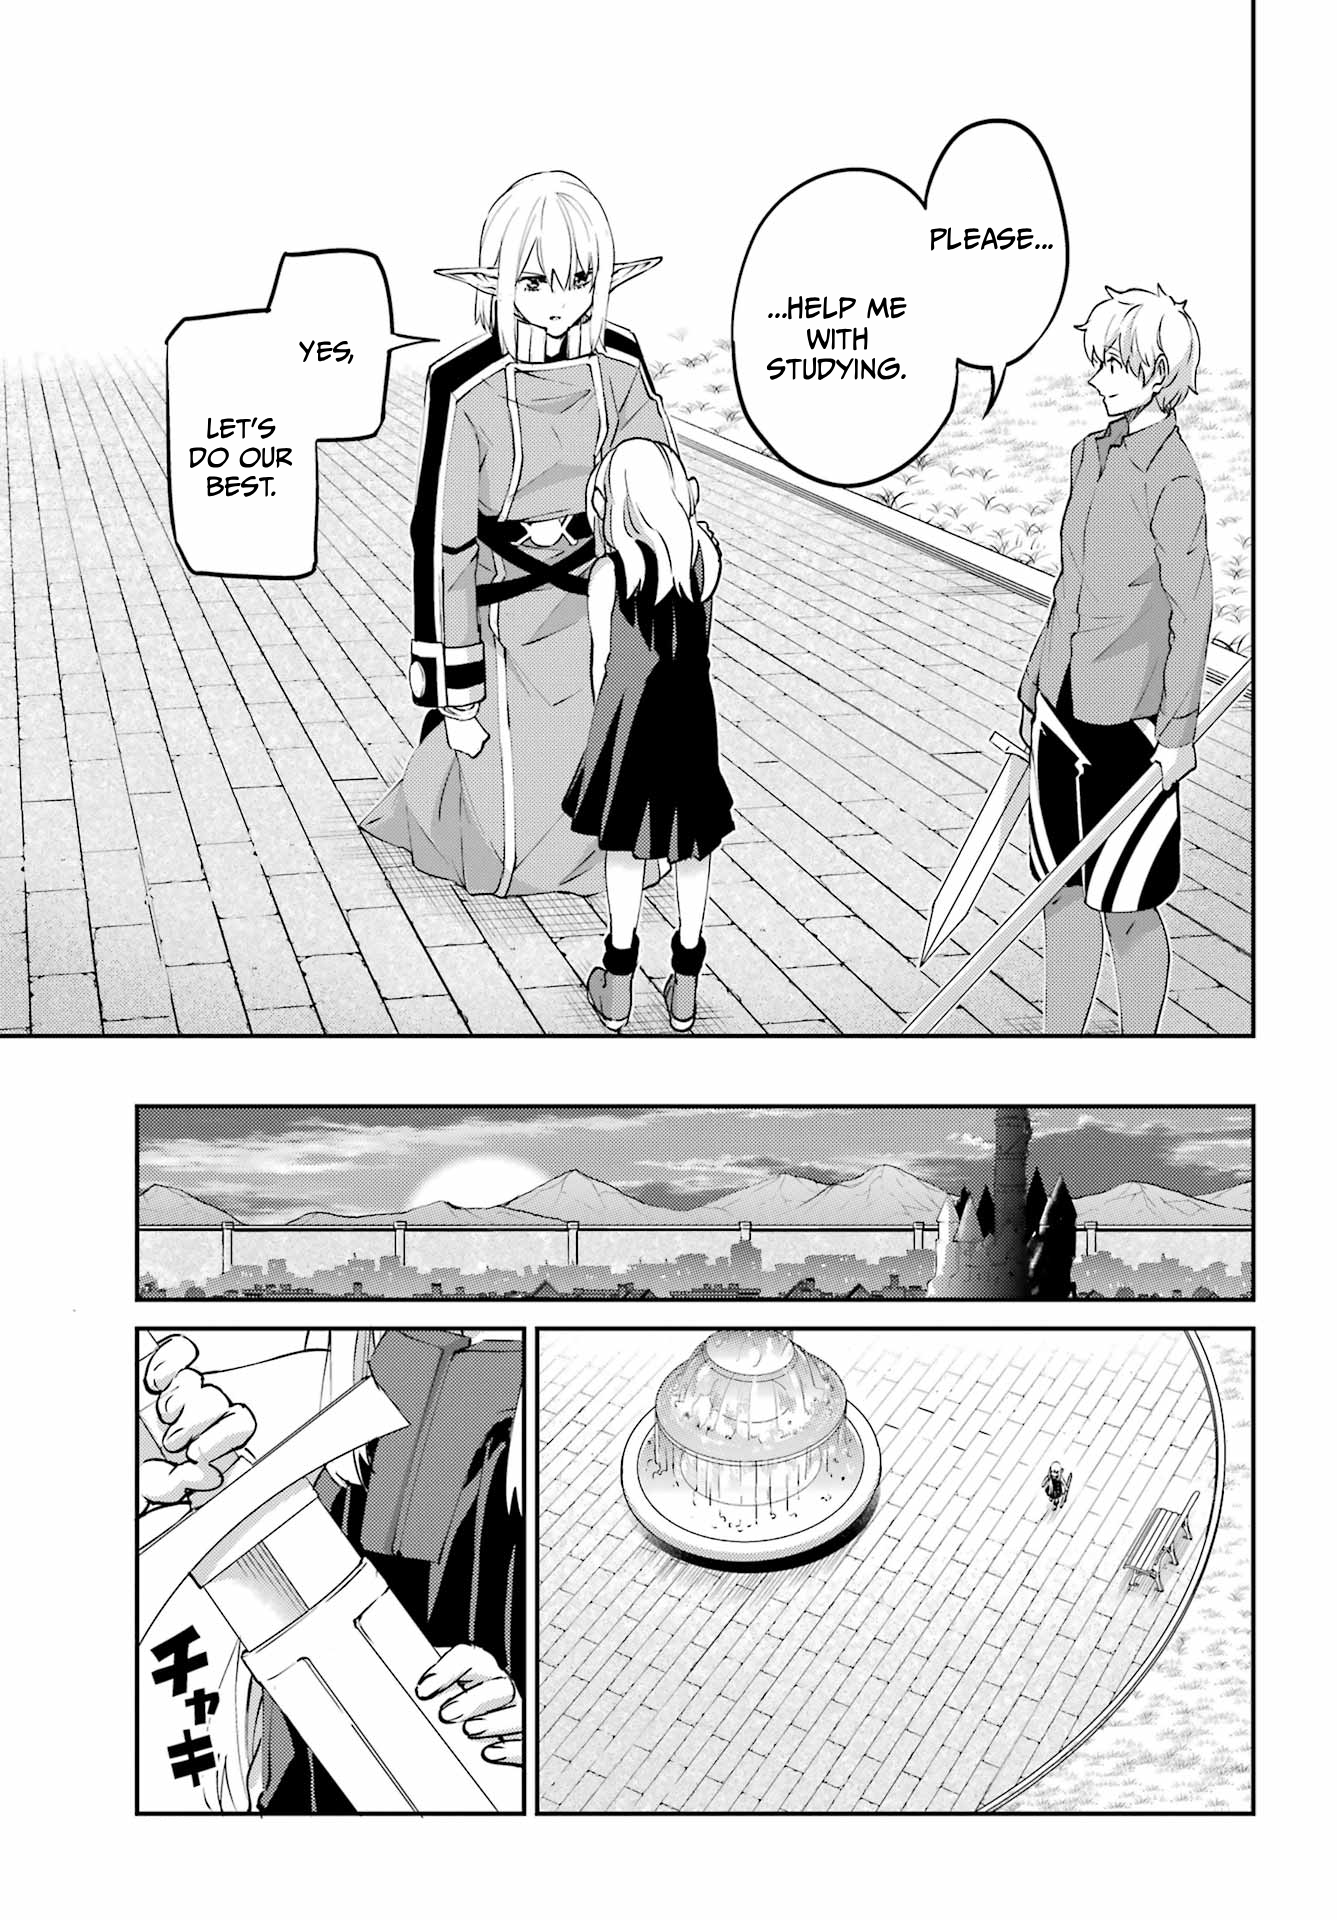 PLEASE...
...HELP ME
WITH
STUDYING.
YES,
LET'S
DO OUR
BEST.
チャキ